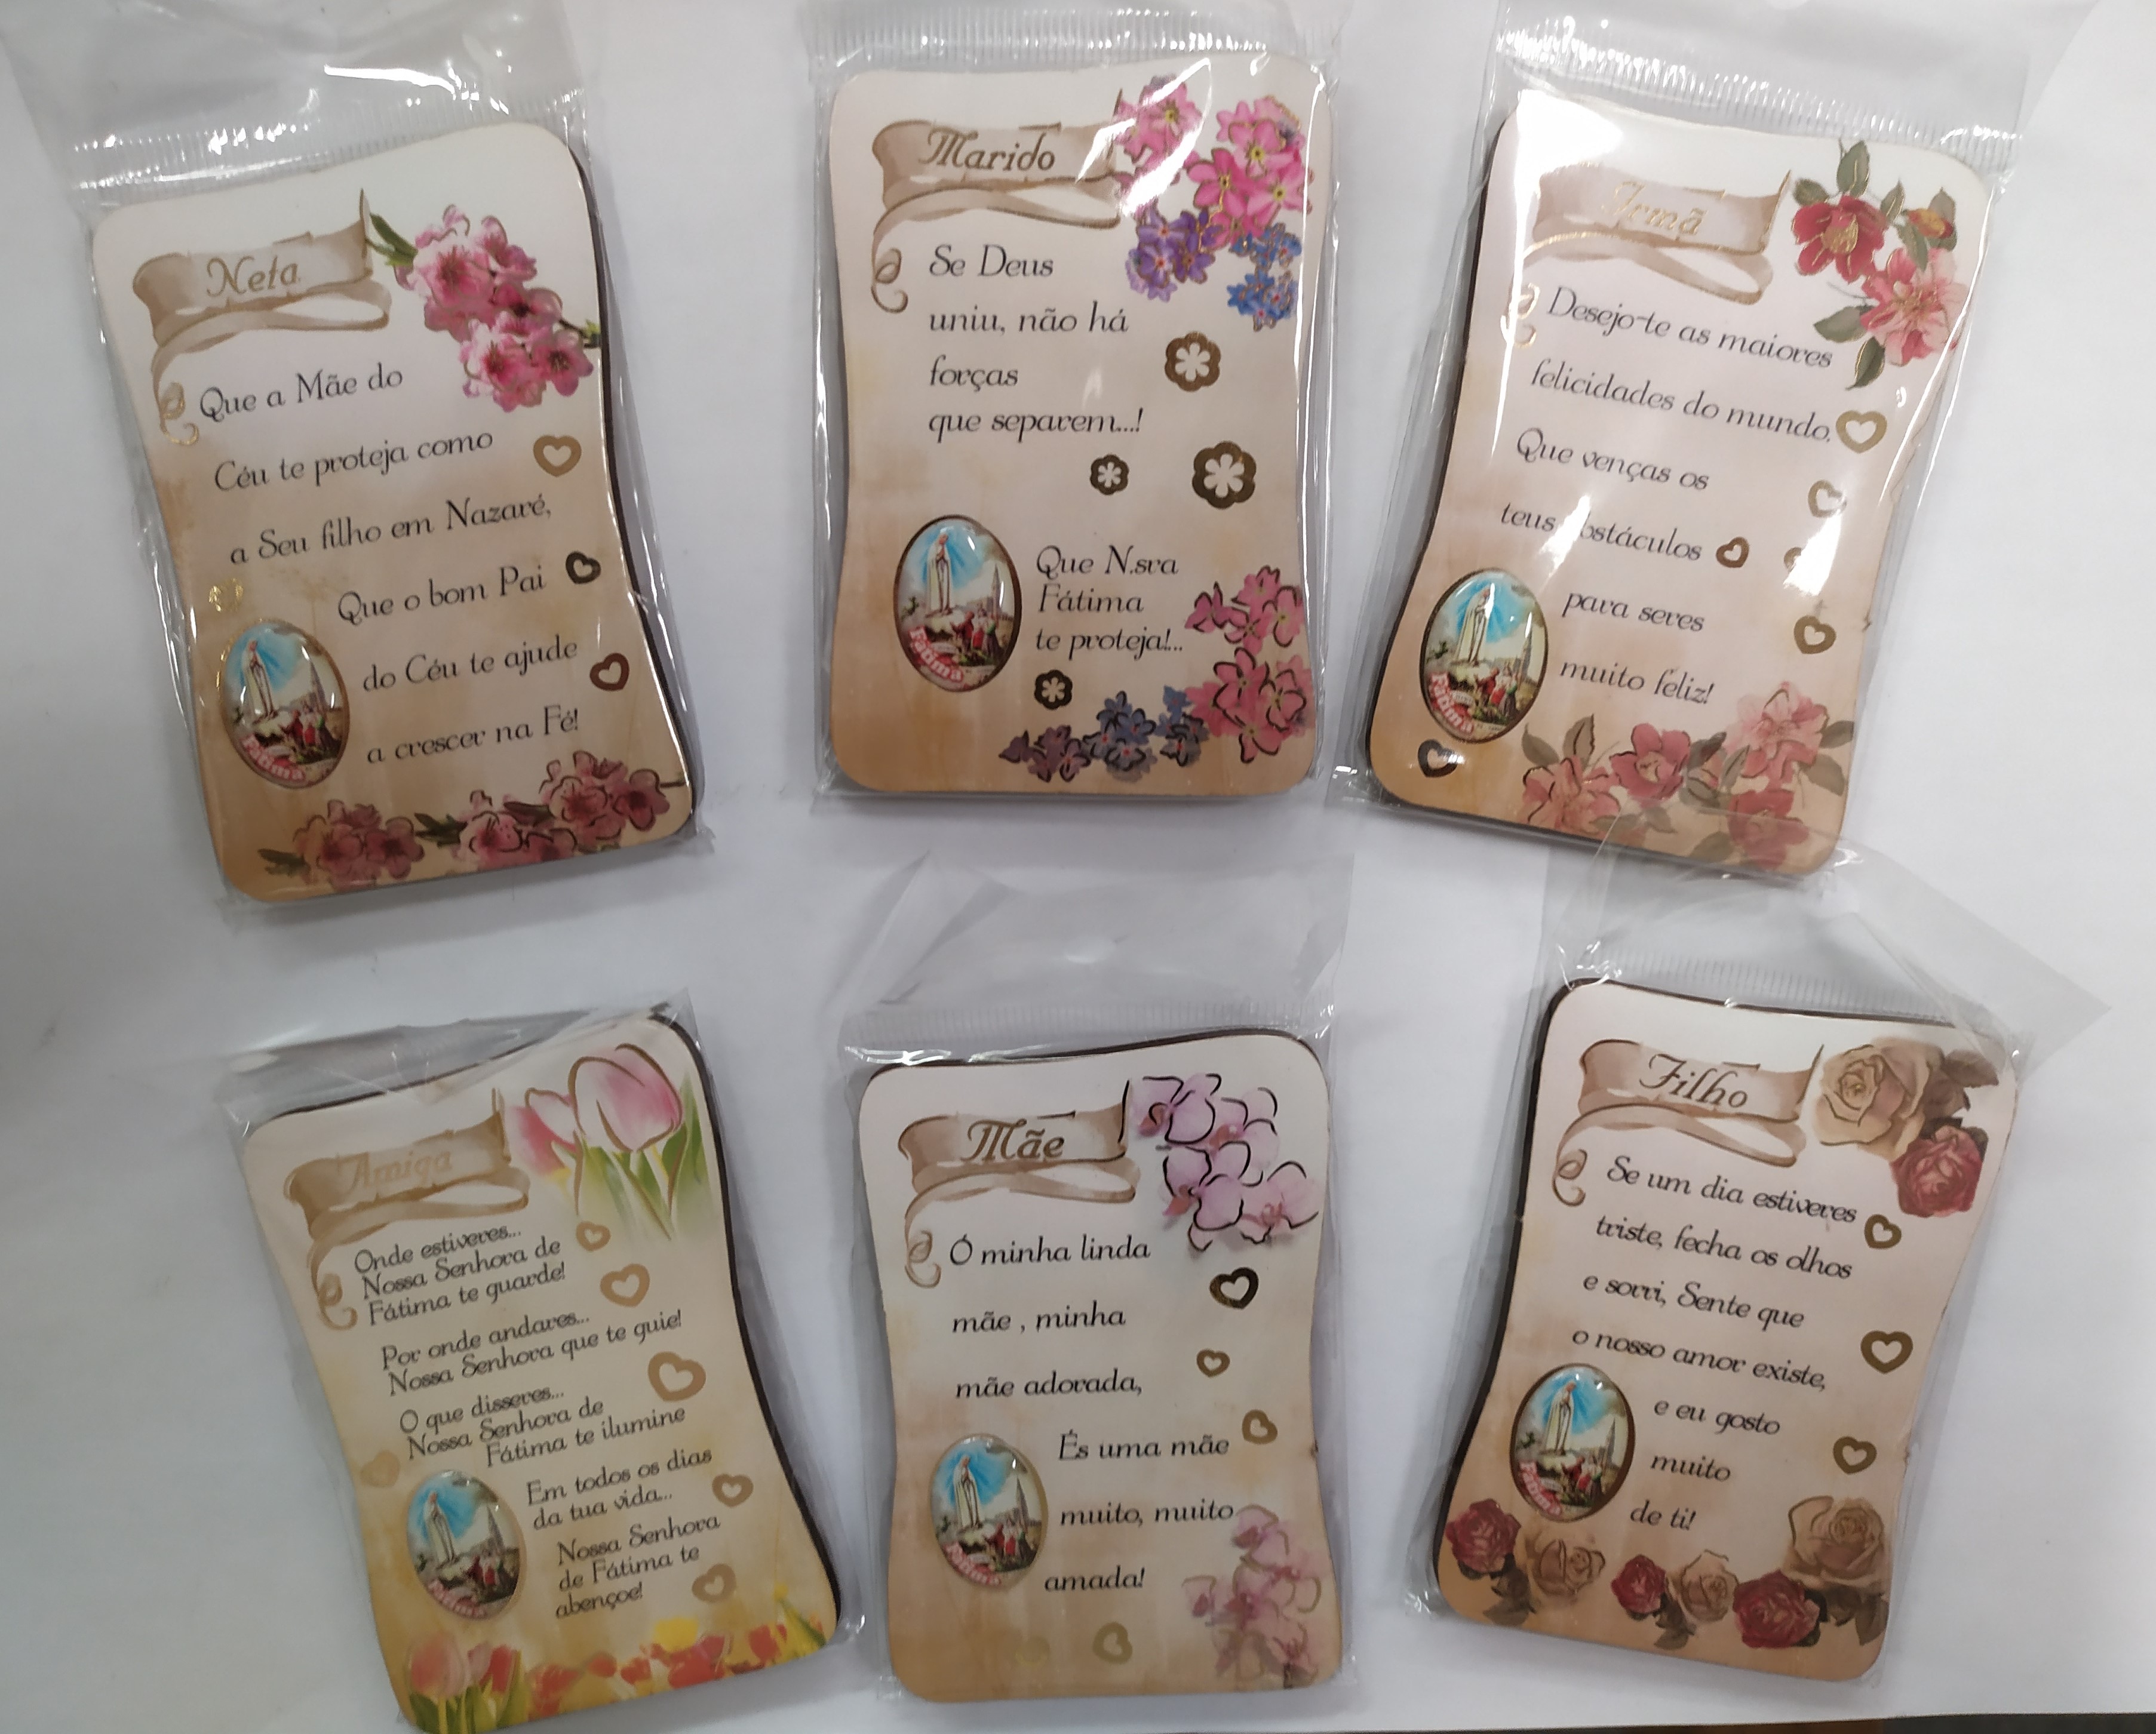 Neta
Que a Mãe do
Céu te proteja como
a Seu filho em Nazaré,
Que o bom Pai
do Céu te ajude
a crescer na Fé!
Fátima
Marido
Se Deus
uniu, não há
forças
que separem...!
Que N.sra
Fátima
te proteja!...
Fátima
Irmã
Desejo-te as maiores
felicidades do mundo,
Que venças os
teus obstáculos
para seres
muito feliz!
Fátima
Amiga
Onde estiveres...
Nossa Senhora de
Fátima te guarde!
Por onde andares...
Nossa Senhora que te guie!
O que disseres...
Nossa Senhora de
Fátima te ilumine
Em todos os dias
da tua vida...
Nossa Senhora
de Fátima te
abençoe!
Fátima
Mãe
Ó minha linda
mãe , minha
mãe adorada,
És uma mãe
muito, muito
amada!
Fátima
Filho
Se um dia estiveres
triste, fecha os olhos
e sorri, Sente que
o nosso amor existe,
e eu gosto
muito
de ti!
Fátima